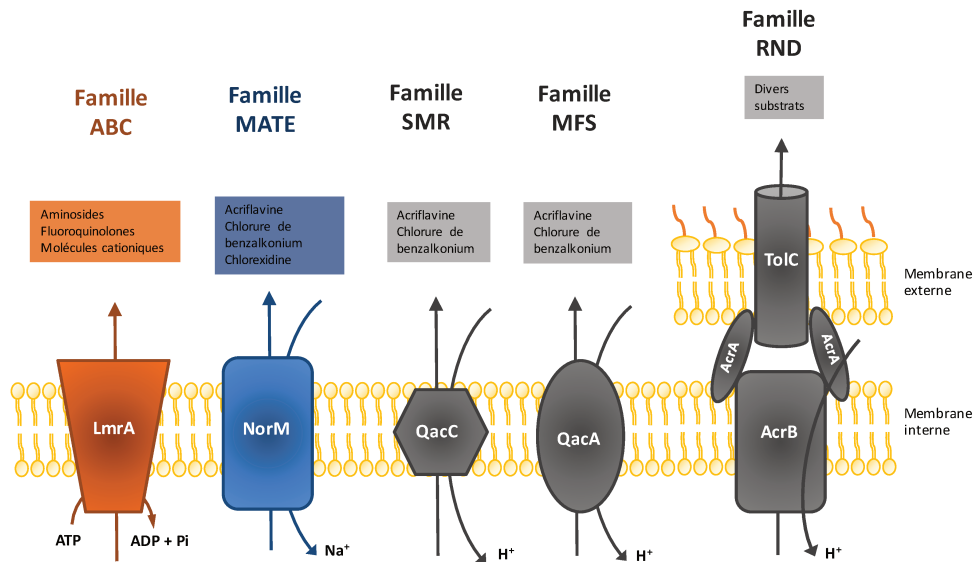 Famille
RND
Divers
substrats
Famille
ABC
Famille
MATE
Famille
SMR
Famille
MFS
Aminosides
Fluoroquinolones
Molécules cationiques
Acriflavine
Chlorure de
benzalkonium
Chlorexidine
Acriflavine
Chlorure de
benzalkonium
Acriflavine
Chlorure de
benzalkonium
TolC
Membrane
externe
AcrA
AcrA
LmrA
NorM
QacC
QacA
AcrB
Membrane
interne
ATP
ADP + Pi
Na⁺
H⁺
H⁺
H⁺